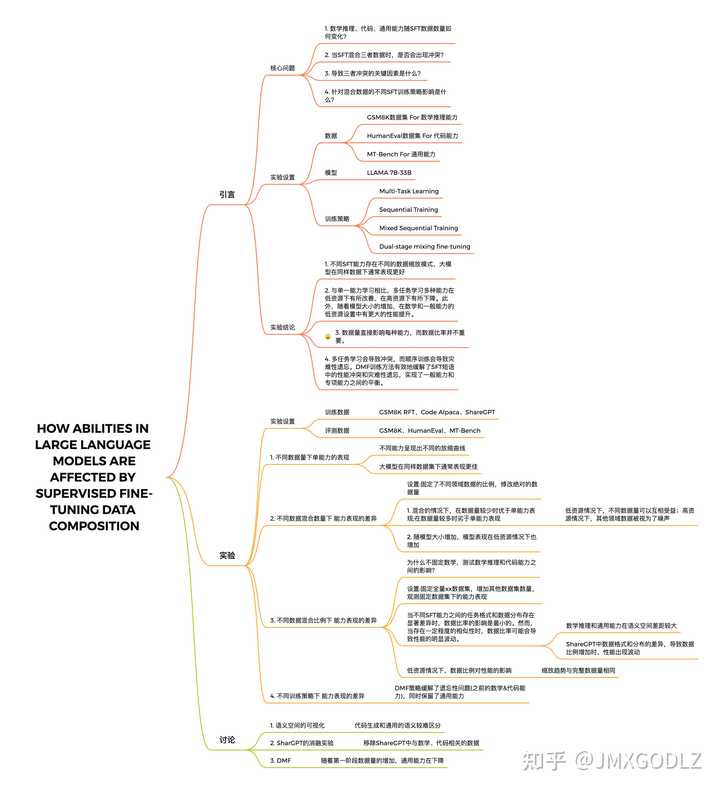 HOW ABILITIES IN
LARGE LANGUAGE
MODELS ARE
AFFECTED BY
SUPERVISED FINE-
TUNING DATA
COMPOSITION
引言
核心问题
1. 数学推理、代码、通用能力随SFT数据数量如
何变化?
2. 当SFT混合三者数据时，是否会出现冲突?
3. 导致三者冲突的关键因素是什么?
4. 针对混合数据的不同SFT训练策略影响是什
么?
实验设置
数据
GSM8K数据集 For 数学推理能力
HumanEval数据集 For 代码能力
MT-Bench For 通用能力
模型
LLAMA 7B-33B
训练策略
Multi-Task Learning
Sequential Training
Mixed Sequential Training
Dual-stage mixing fine-tuning
实验结论
1. 不同SFT能力存在不同的数据缩放模式，大模
型在同样数据下通常表现更好
2. 与单一能力学习相比，多任务学习多种能力在
低资源下有所改善，在高资源下有所下降。此
外，随着模型大小的增加，在数学和一般能力的
低资源设置中有更大的性能提升。
3. 数据量直接影响每种能力，而数据比率并不重
要。
4. 多任务学习会导致冲突，而顺序训练会导致灾
难性遗忘。DMF训练方法有效地缓解了SFT短语
中的性能冲突和灾难性遗忘，实现了一般能力和
专项能力之间的平衡。
实验
实验设置
训练数据
GSM8K RFT、Code Alpaca、ShareGPT
评测数据
GSM8K、HumanEval、MT-Bench
1. 不同数据量下单能力的表现
不同能力呈现出不同的放缩曲线
大模型在同样数据集下通常表现更佳
2. 不同数据混合数量下 能力表现的差异
设置:固定了不同领域数据的比例，修改绝对的数
据量
1. 混合的情况下，在数据量较少时优于单能力表
现;在数据量较多时劣于单能力表现
低资源情况下，不同数据量可以互相受益；高资
源情况下，其他领域数据被视为了噪声
2. 随模型大小增加，模型表现在低资源情况下也
增加
3. 不同数据混合比例下 能力表现的差异
为什么不固定数学，测试数学推理和代码能力之
间的影响?
设置:固定全量xx数据集，增加其他数据集数量，
观测固定数据集下的能力表现
当不同SFT能力之间的任务格式和数据分布存在
显著差异时，数据比率的影响是最小的。然而，
当存在一定程度的相似性时，数据比率可能会导
致性能的明显波动。
数学推理和通用能力在语义空间差距较大
ShareGPT中数据格式和分布的差异，导致数据
比例增加时，性能出现波动
低资源情况下，数据比例对性能的影响
缩放趋势与完整数据量相同
4. 不同训练策略下 能力表现的差异
DMF策略缓解了遗忘性问题(之前的数学&代码能
力)，同时保留了通用能力
讨论
1. 语义空间的可视化
代码生成和通用的语义较难区分
2. SharGPT的消融实验
移除ShareGPT中与数学、代码相关的数据
3. DMF
随着第一阶段数据量的增加，通用能力在下降
知乎 @JMXGODLZ